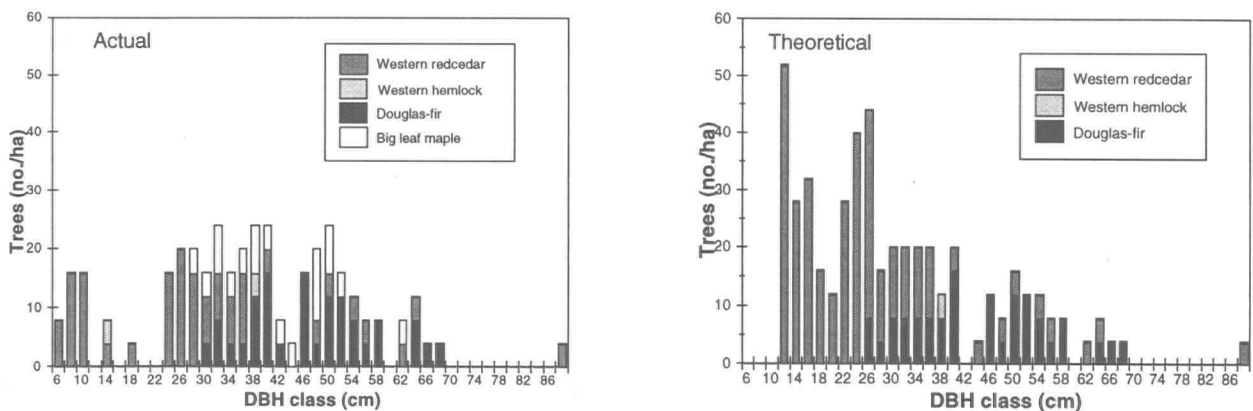 Actual
Western redcedar
Western hemlock
Douglas-fir
Big leaf maple
Trees (no./ha)
60
50
40
30
20
10
0
6 10 14 18 22 26 30 34 38 42 46 50 54 58 62 66 70 74 78 82 86
DBH class (cm)
Theoretical
Western redcedar
Western hemlock
Douglas-fir
Trees (no./ha)
60
50
40
30
20
10
0
6 10 14 18 22 26 30 34 38 42 46 50 54 58 62 66 70 74 78 82 86
DBH class (cm)